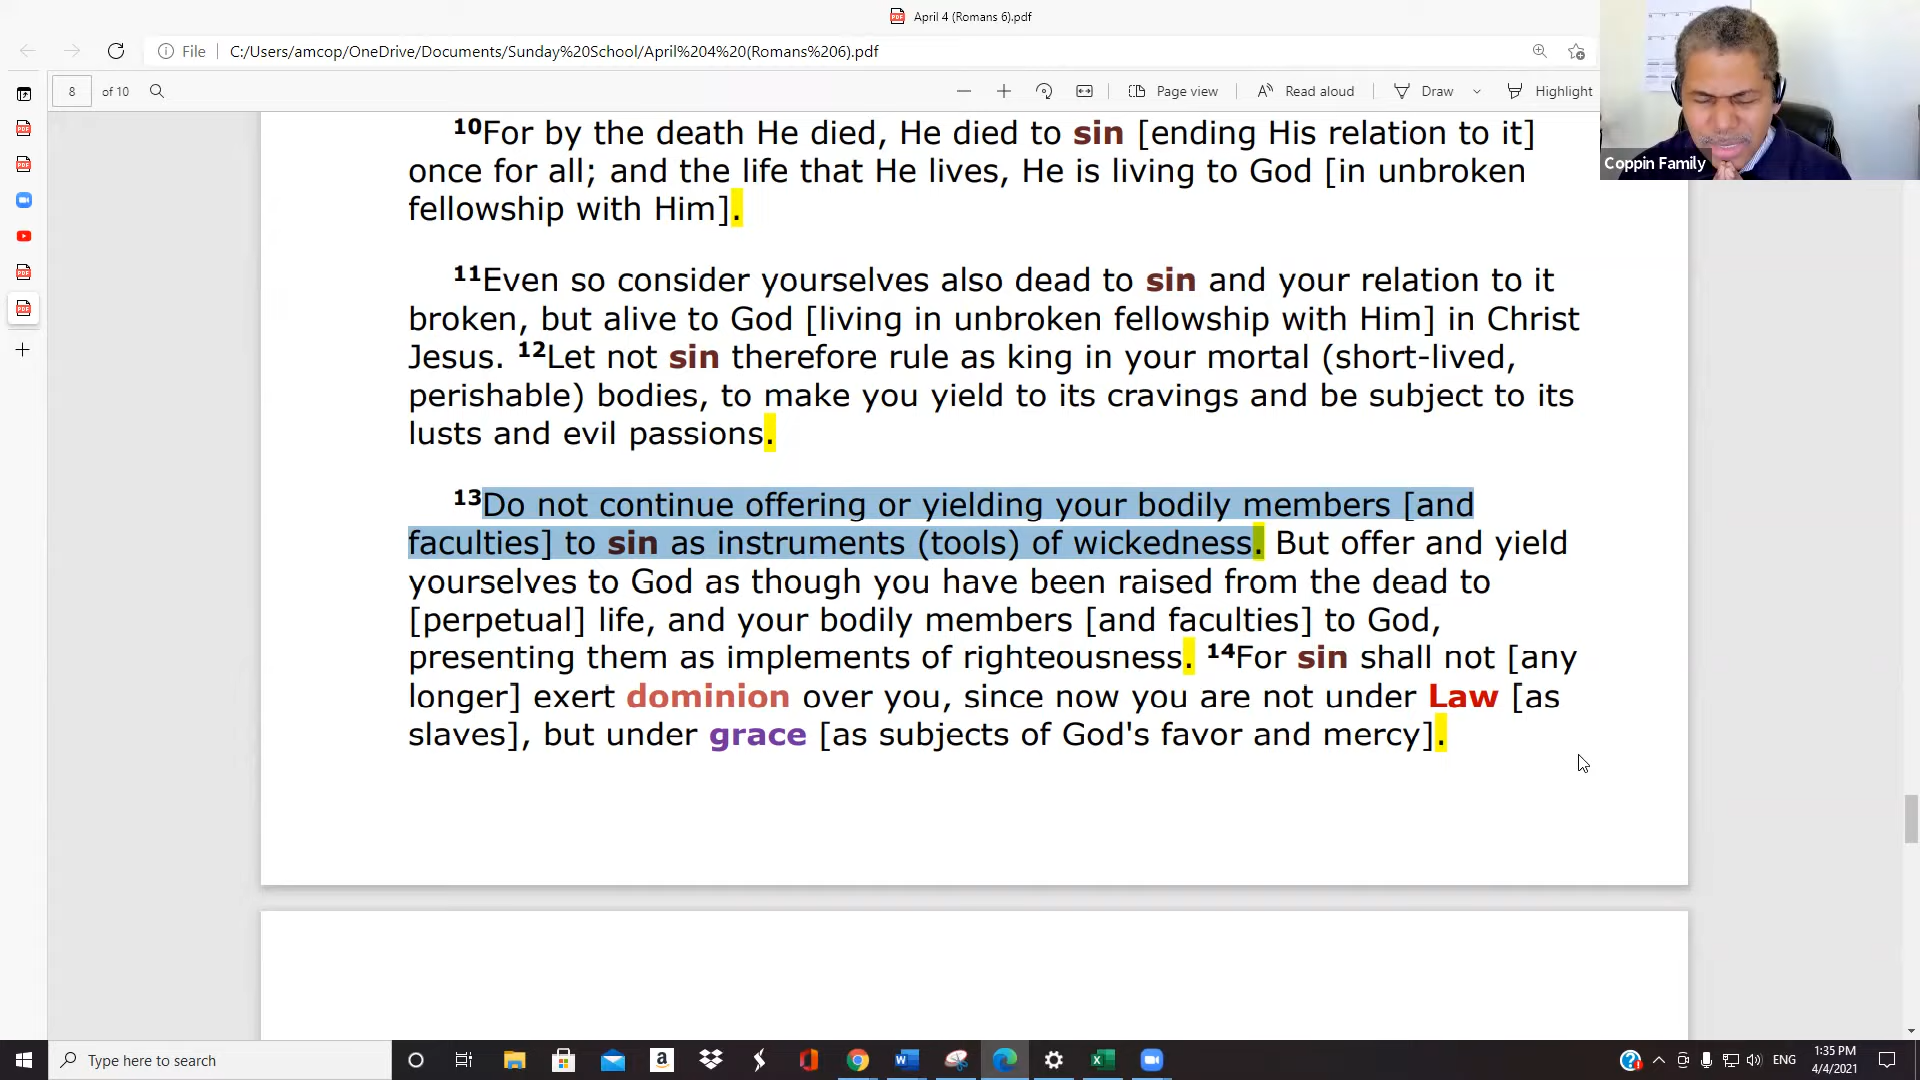 April 4 (Romans 6).pdf
File
C:/Users/amcop/OneDrive/Documents/Sunday%20School/April%204%20(Romans%206).pdf
8 of 10
Page view
Read aloud
Draw
Highlight
Coppin Family
10For by the death He died, He died to sin [ending His relation to it]
once for all; and the life that He lives, He is living to God [in unbroken
fellowship with Him].
11Even so consider yourselves also dead to sin and your relation to it
broken, but alive to God [living in unbroken fellowship with Him] in Christ
Jesus. 12Let not sin therefore rule as king in your mortal (short-lived,
perishable) bodies, to make you yield to its cravings and be subject to its
lusts and evil passions.
13Do not continue offering or yielding your bodily members [and
faculties] to sin as instruments (tools) of wickedness. But offer and yield
yourselves to God as though you have been raised from the dead to
[perpetual] life, and your bodily members [and faculties] to God,
presenting them as implements of righteousness. 14For sin shall not [any
longer] exert dominion over you, since now you are not under Law [as
slaves], but under grace [as subjects of God's favor and mercy].
Type here to search
ENG
1:35 PM
4/4/2021